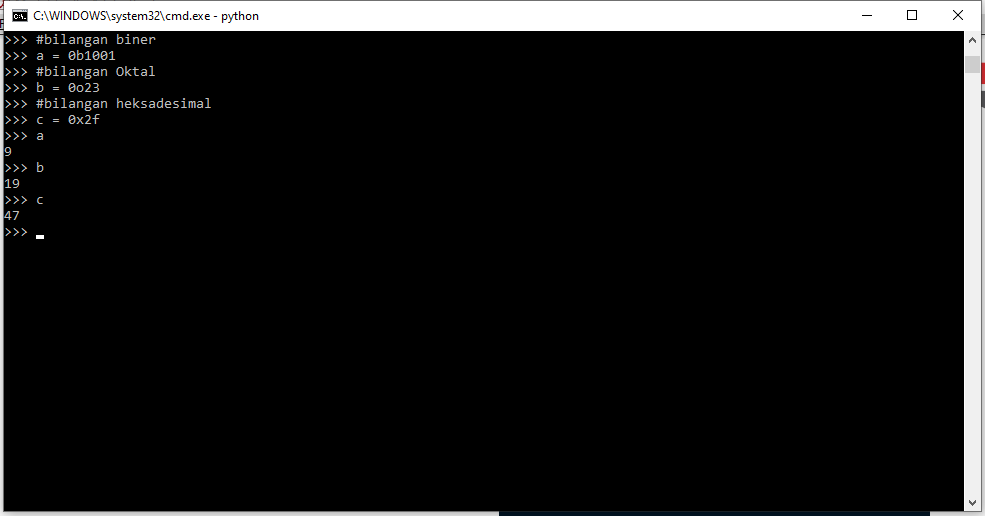 C:\WINDOWS\system32\cmd.exe - python
>>> #bilangan biner
>>> a = 0b1001
>>> #bilangan Oktal
>>> b = 0o23
>>> #bilangan heksadesimal
>>> c = 0x2f
>>> a
9
>>> b
19
>>> c
47
>>>